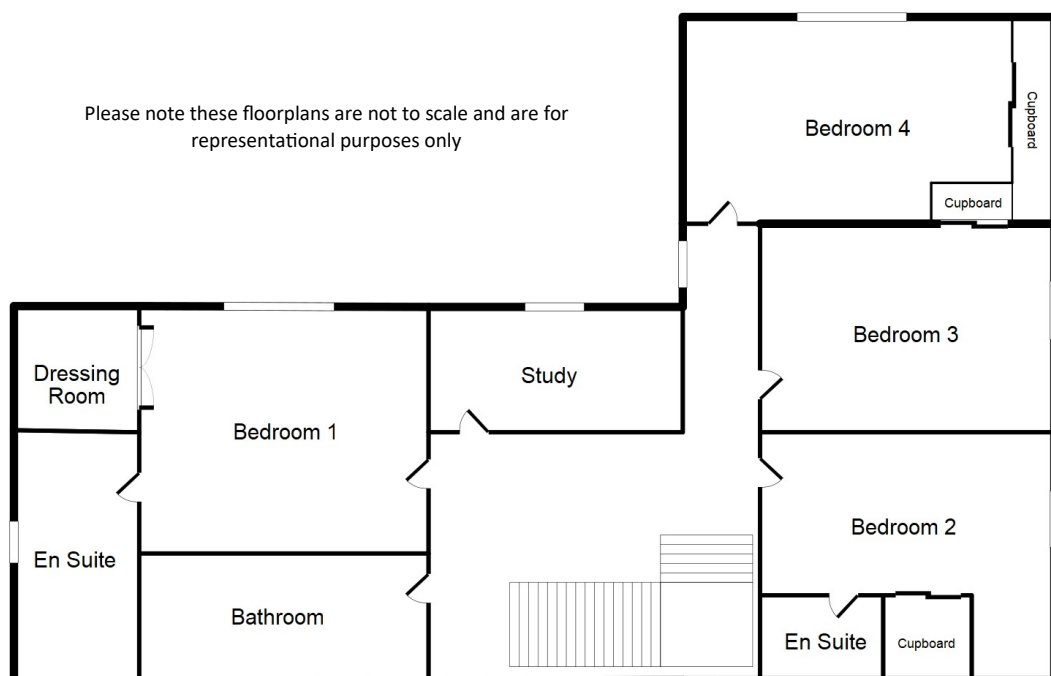 Please note these floorplans are not to scale and are for
representational purposes only
Bedroom 4
Cupboard
Cupboard
Bedroom 3
Dressing
Room
Bedroom 1
Study
Bedroom 2
En Suite
Bathroom
En Suite
Cupboard